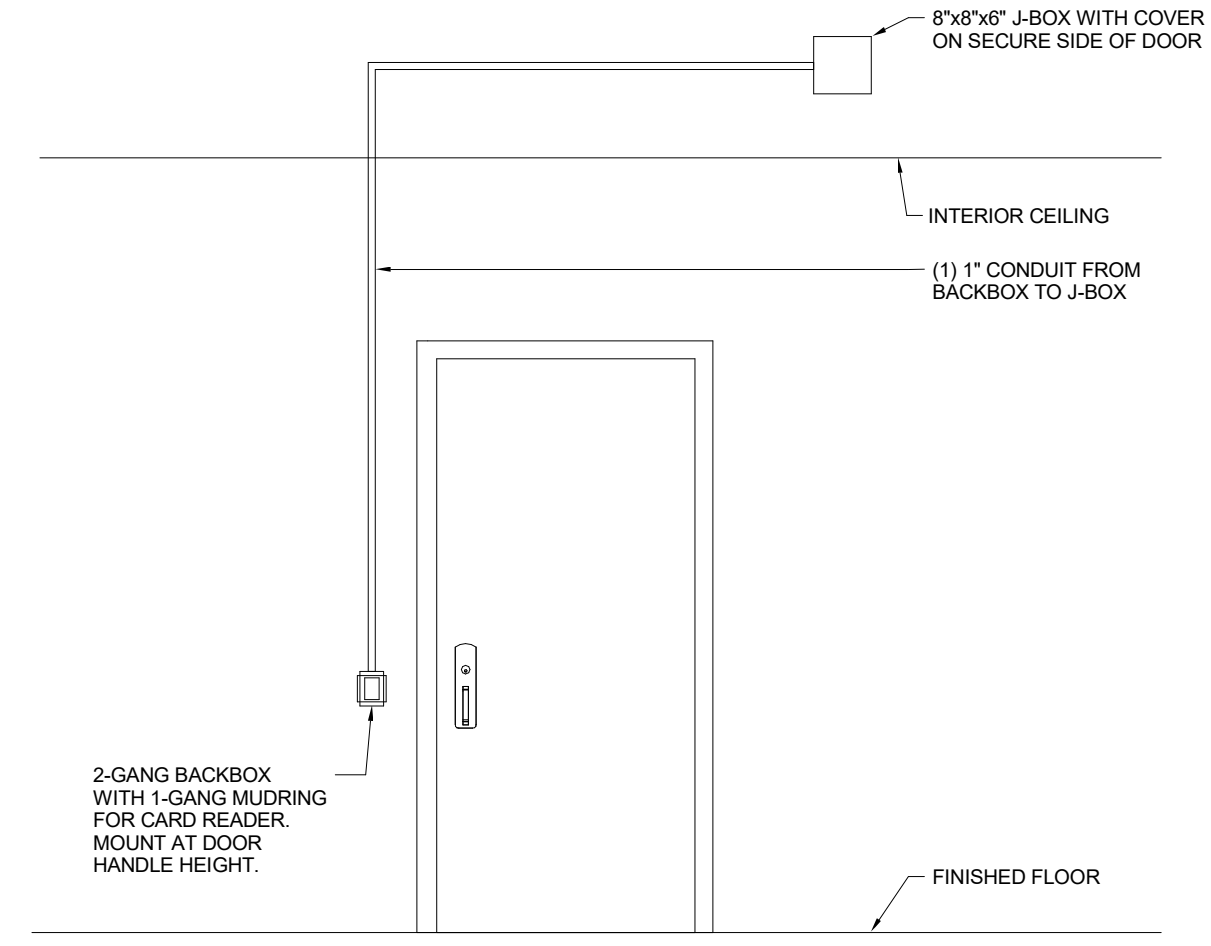 8"x8"x6" J-BOX WITH COVER
ON SECURE SIDE OF DOOR
INTERIOR CEILING
(1) 1" CONDUIT FROM
BACKBOX TO J-BOX
2-GANG BACKBOX
WITH 1-GANG MUDRING
FOR CARD READER.
MOUNT AT DOOR
HANDLE HEIGHT.
FINISHED FLOOR